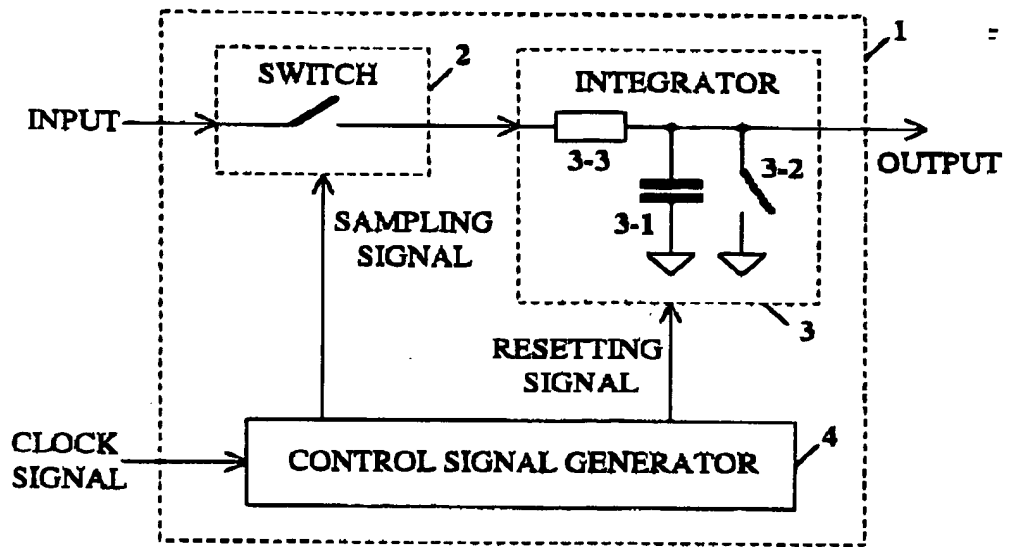 1
2
SWITCH
INTEGRATOR
INPUT
3-3
3-2
OUTPUT
3-1
SAMPLING
SIGNAL
3
RESETTING
SIGNAL
4
CLOCK
SIGNAL
CONTROL SIGNAL GENERATOR